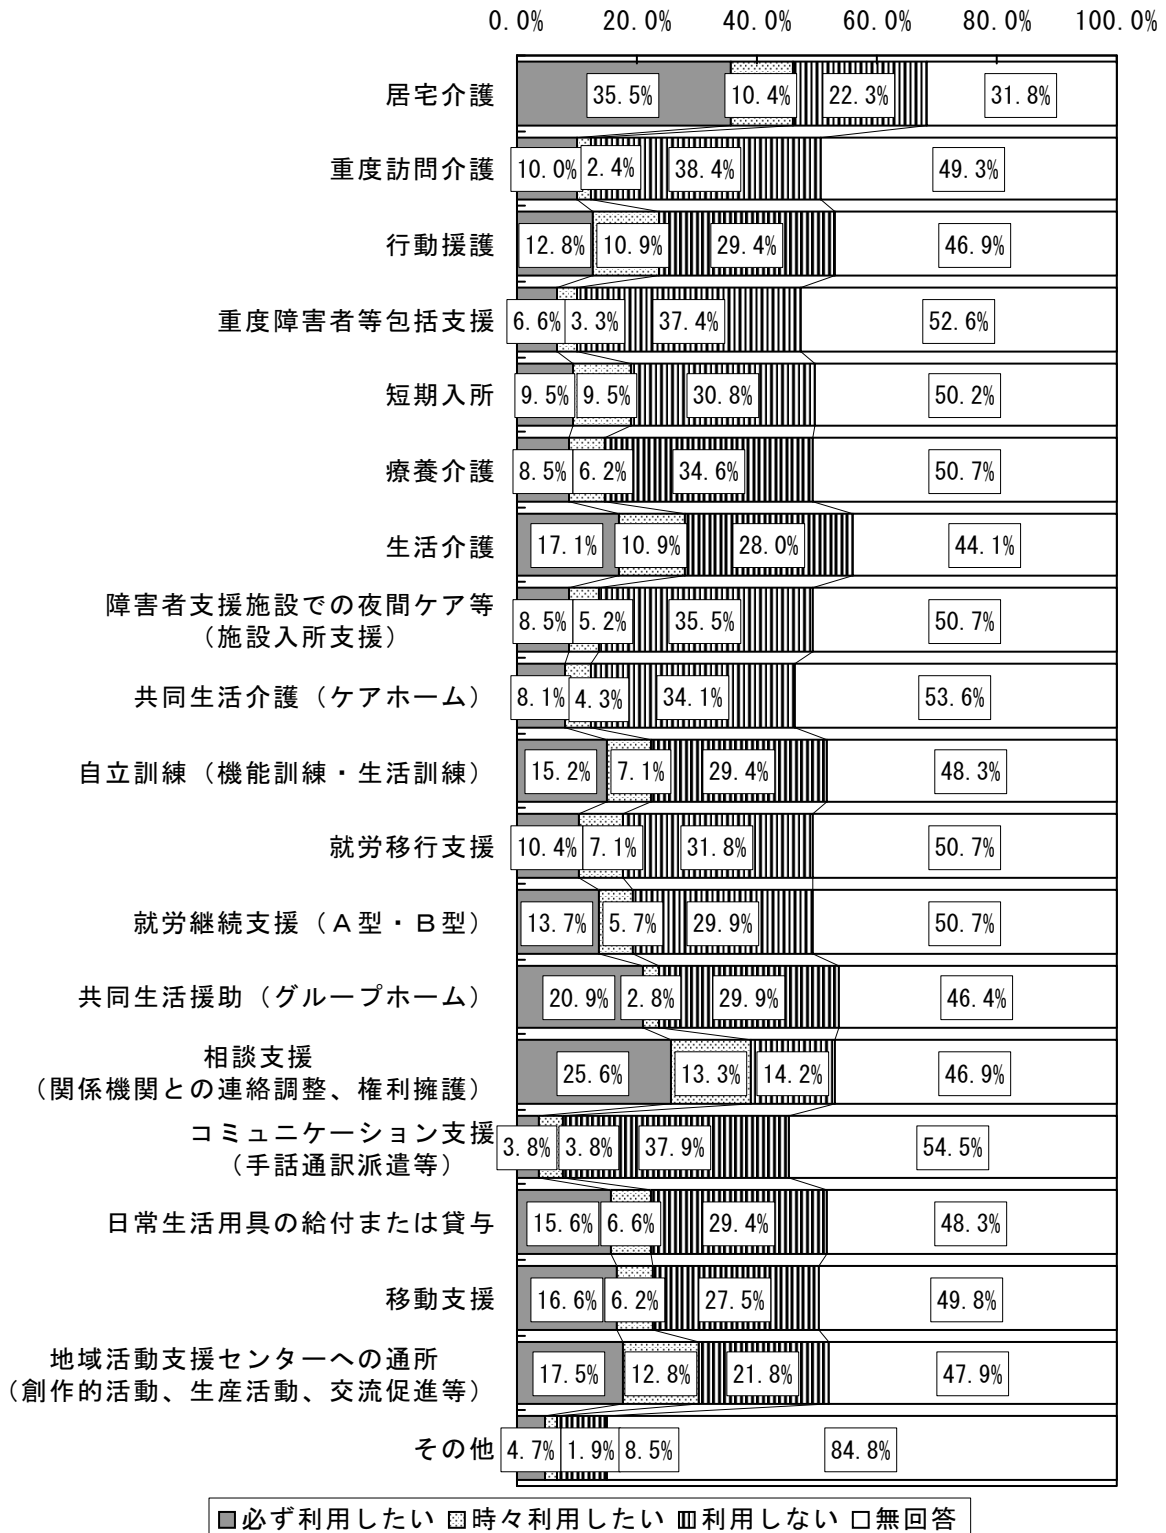 0.0% 20.0% 40.0% 60.0% 80.0% 100.0%
居宅介護 35.5% 10.4% 22.3% 31.8%
重度訪問介護 10.0% 2.4% 38.4% 49.3%
行動援護 12.8% 10.9% 29.4% 46.9%
重度障害者等包括支援 6.6% 3.3% 37.4% 52.6%
短期入所 9.5% 9.5% 30.8% 50.2%
療養介護 8.5% 6.2% 34.6% 50.7%
生活介護 17.1% 10.9% 28.0% 44.1%
障害者支援施設での夜間ケア等
（施設入所支援） 8.5% 5.2% 35.5% 50.7%
共同生活介護（ケアホーム） 8.1% 4.3% 34.1% 53.6%
自立訓練（機能訓練・生活訓練） 15.2% 7.1% 29.4% 48.3%
就労移行支援 10.4% 7.1% 31.8% 50.7%
就労継続支援（Ａ型・Ｂ型） 13.7% 5.7% 29.9% 50.7%
共同生活援助（グループホーム） 20.9% 2.8% 29.9% 46.4%
相談支援
（関係機関との連絡調整、権利擁護） 25.6% 13.3% 14.2% 46.9%
コミュニケーション支援
（手話通訳派遣等） 3.8% 3.8% 37.9% 54.5%
日常生活用具の給付または貸与 15.6% 6.6% 29.4% 48.3%
移動支援 16.6% 6.2% 27.5% 49.8%
地域活動支援センターへの通所
（創作的活動、生産活動、交流促進等） 17.5% 12.8% 21.8% 47.9%
その他 4.7% 1.9% 8.5% 84.8%
必ず利用したい 時々利用したい 利用しない 無回答